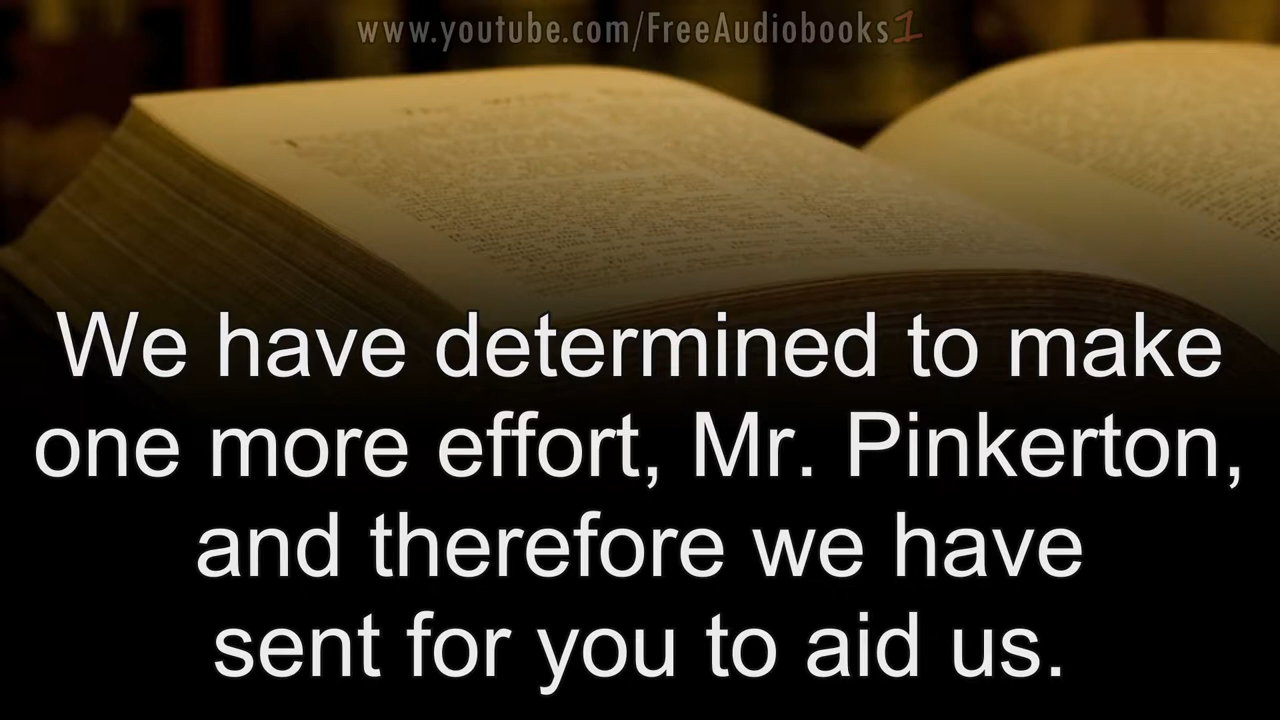 www.youtube.com/FreeAudiobooks1
We have determined to make
one more effort, Mr. Pinkerton,
and therefore we have
sent for you to aid us.